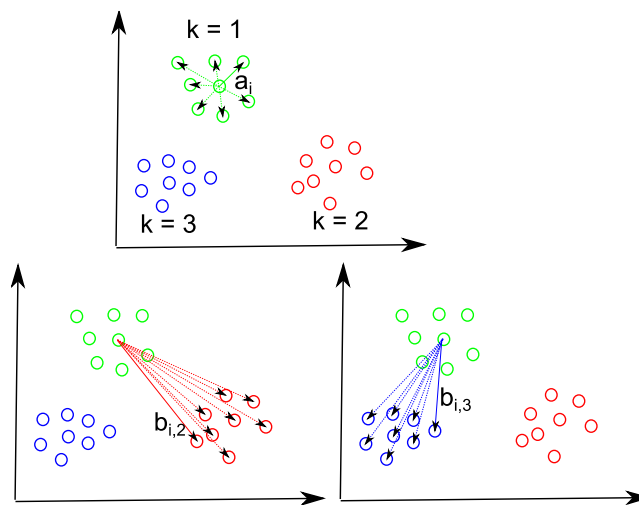 k = 1
a_i
k = 3
k = 2
b_i,2
b_i,3